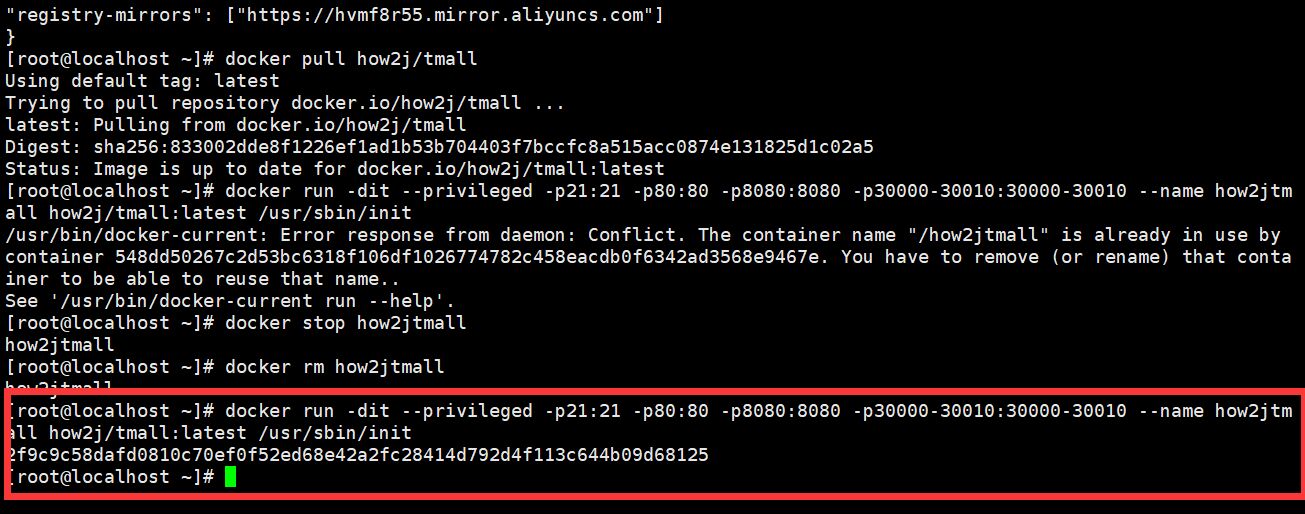 "registry-mirrors": ["https://hvmf8r55.mirror.aliyuncs.com"]
}
[root@localhost ~]# docker pull how2j/tmall
Using default tag: latest
Trying to pull repository docker.io/how2j/tmall ...
latest: Pulling from docker.io/how2j/tmall
Digest: sha256:833002dde8f1226ef1ad1b53b704403f7bccfc8a515acc0874e131825d1c02a5
Status: Image is up to date for docker.io/how2j/tmall:latest
[root@localhost ~]# docker run -dit --privileged -p21:21 -p80:80 -p8080:8080 -p30000-30010:30000-30010 --name how2jtm
all how2j/tmall:latest /usr/sbin/init
/usr/bin/docker-current: Error response from daemon: Conflict. The container name "/how2jtmall" is already in use by
container 548dd50267c2d53bc6318f106df1026774782c458eacdb0f6342ad3568e9467e. You have to remove (or rename) that conta
iner to be able to reuse that name..
See '/usr/bin/docker-current run --help'.
[root@localhost ~]# docker stop how2jtmall
how2jtmall
[root@localhost ~]# docker rm how2jtmall
how2jtmall
[root@localhost ~]# docker run -dit --privileged -p21:21 -p80:80 -p8080:8080 -p30000-30010:30000-30010 --name how2jtm
all how2j/tmall:latest /usr/sbin/init
2f9c9c58dafd0810c70ef0f52ed68e42a2fc28414d792d4f113c644b09d68125
[root@localhost ~]#